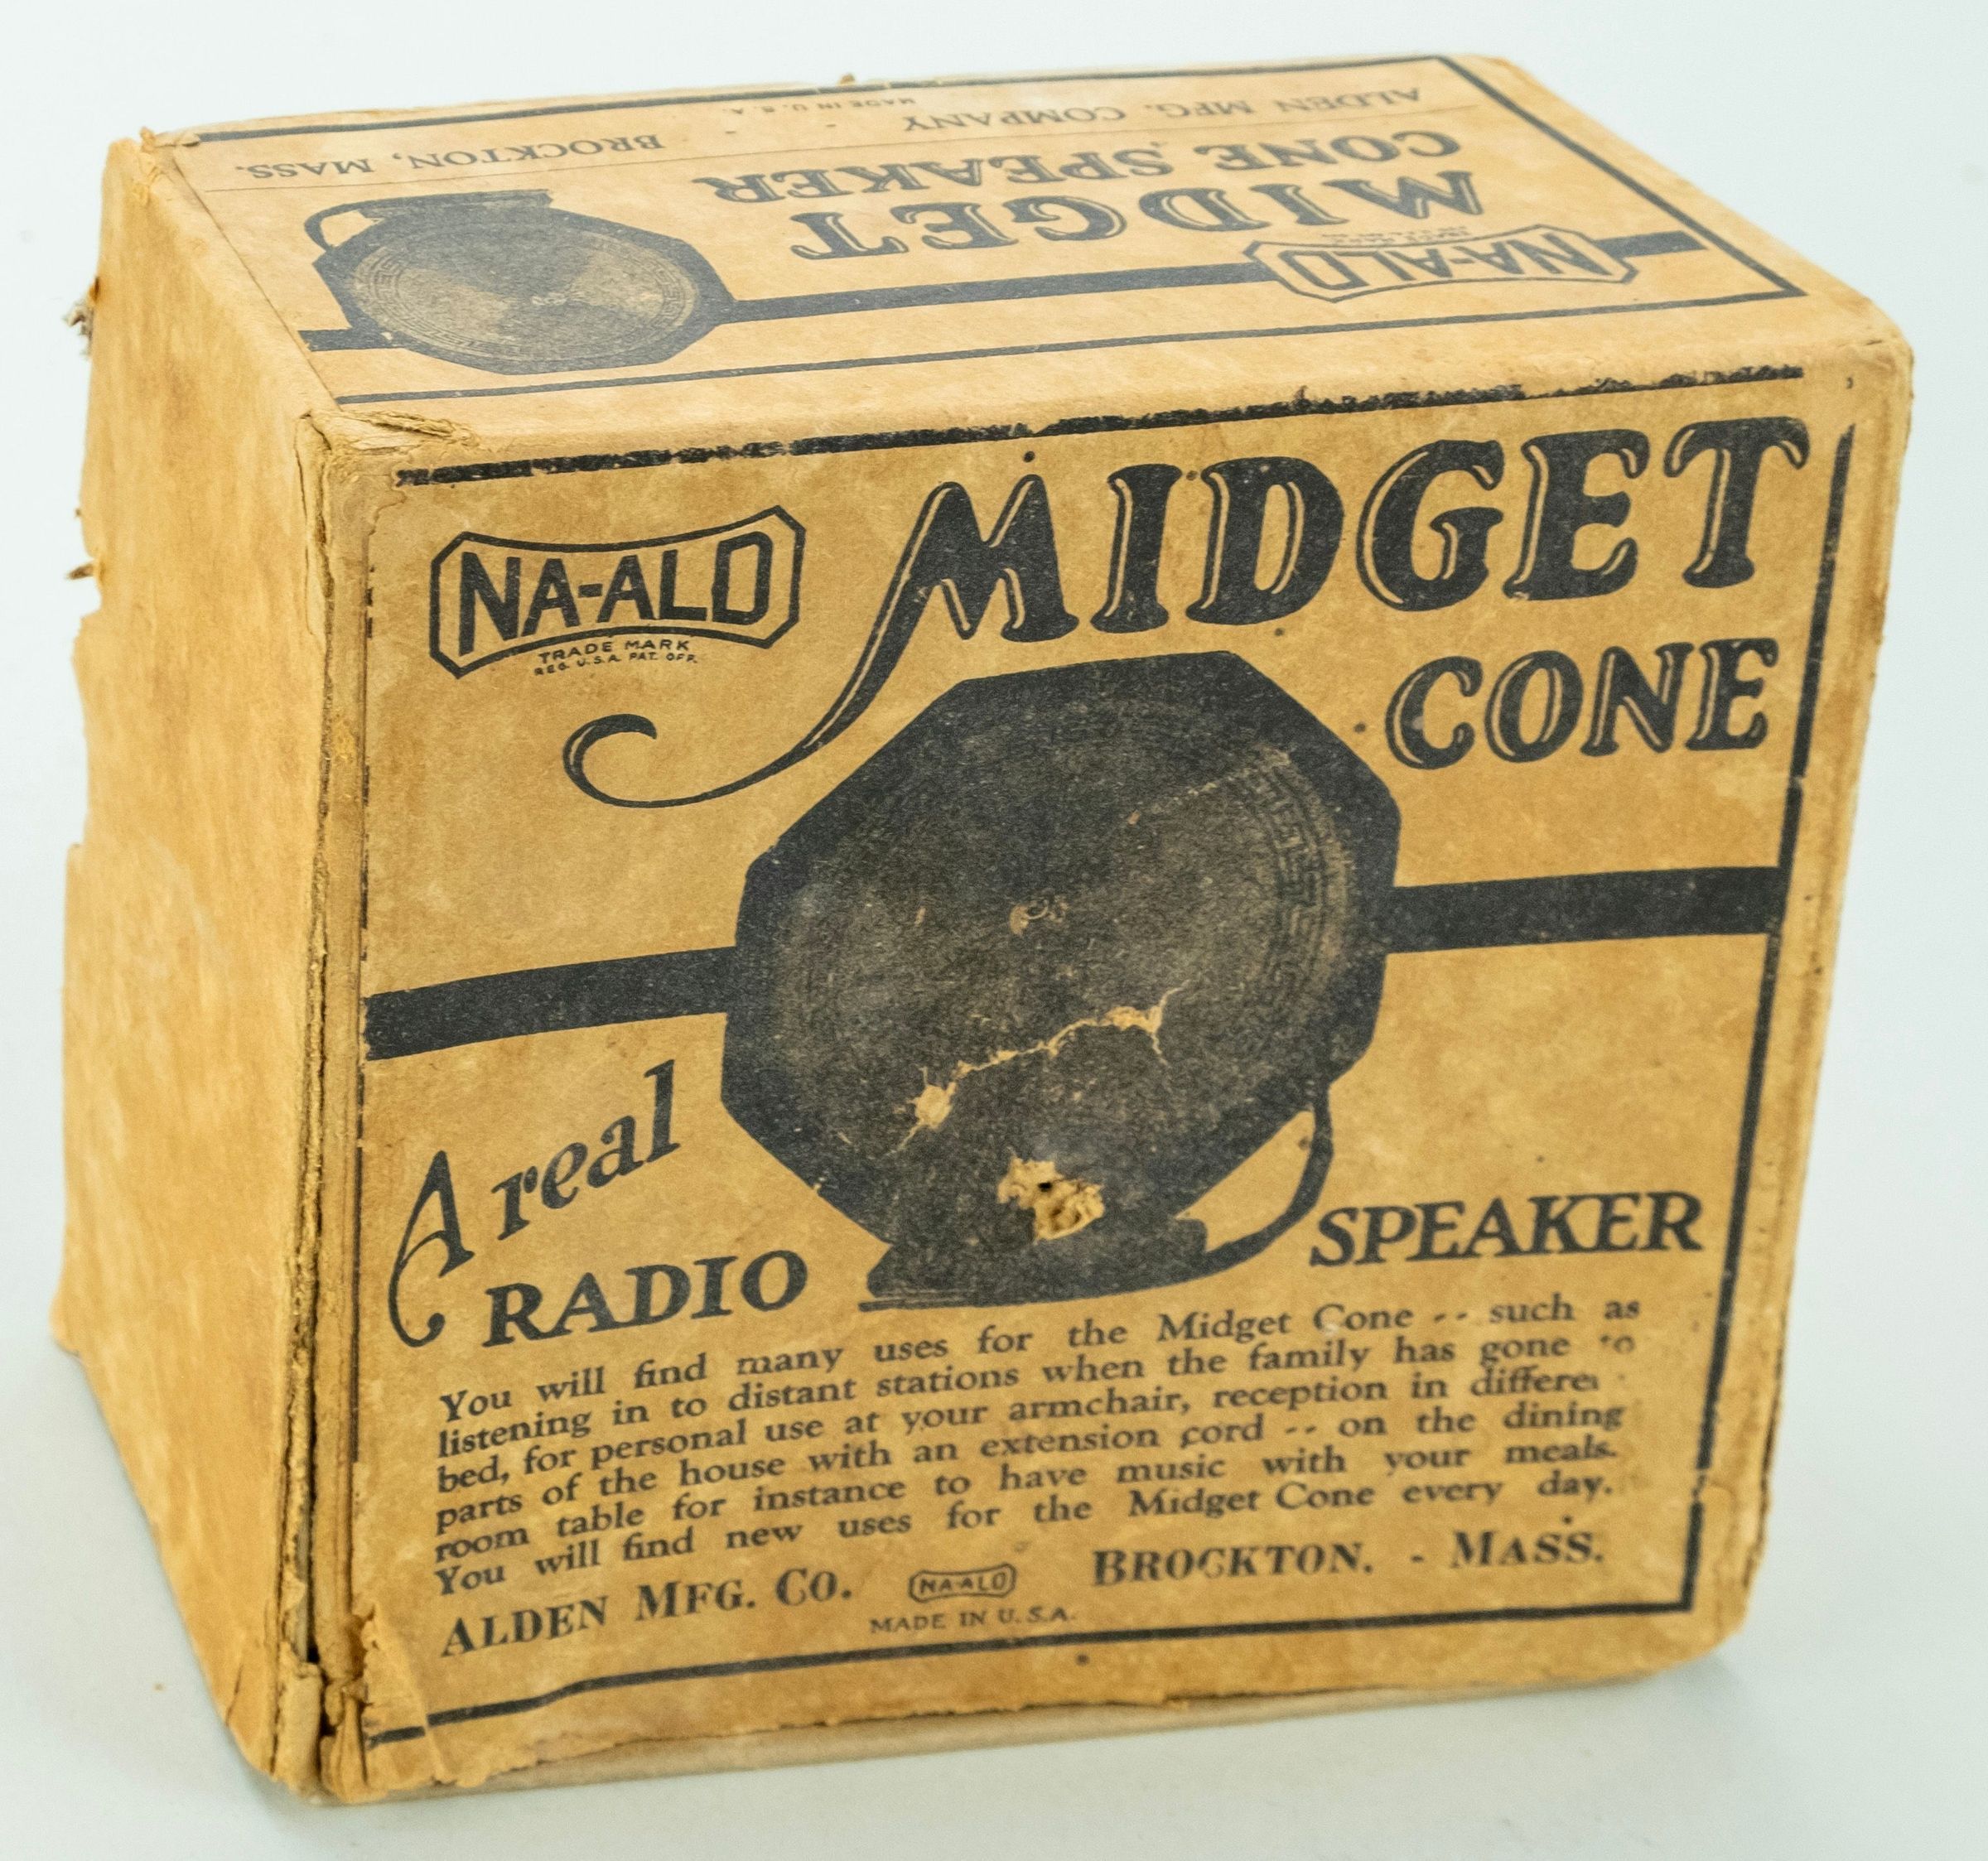 ALDEN MFG. COMPANY - - BROCKTON, MASS.
MADE IN U.S.A.
MIDGET
CONE SPEAKER
NA-ALD
NA-ALD
TRADE MARK
REG. U.S.A. PAT. OFF.
MIDGET
CONE
A real
RADIO
SPEAKER
You will find many uses for the Midget Cone -- such as
listening in to distant stations when the family has gone to
bed, for personal use at your armchair, reception in
parts of the house with an extension cord -- on the dining
room table for instance to have music with your meals.
You will find new uses for the Midget Cone every day.
ALDEN MFG. CO. NA-ALD BROCKTON. - MASS.
MADE IN U.S.A.